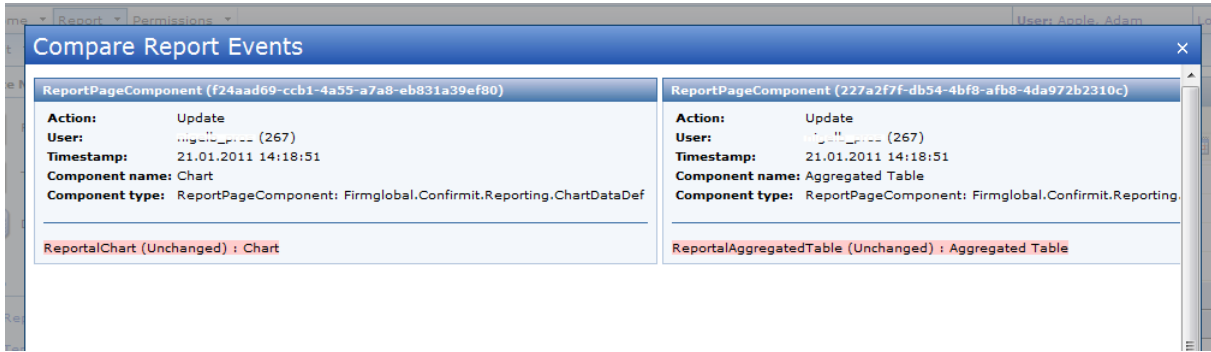 Report Permissions User: Apple, Adam
Compare Report Events
ReportPageComponent (f24aad69-ccb1-4a55-a7a8-eb831a39ef80)
Action: Update
User: (267)
Timestamp: 21.01.2011 14:18:51
Component name: Chart
Component type: ReportPageComponent: Firmglobal.Confirmit.Reporting.ChartDataDef
ReportalChart (Unchanged) : Chart
ReportPageComponent (227a2f7f-db54-4bf8-afb8-4da972b2310c)
Action: Update
User: (267)
Timestamp: 21.01.2011 14:18:51
Component name: Aggregated Table
Component type: ReportPageComponent: Firmglobal.Confirmit.Reporting.
ReportalAggregatedTable (Unchanged) : Aggregated Table